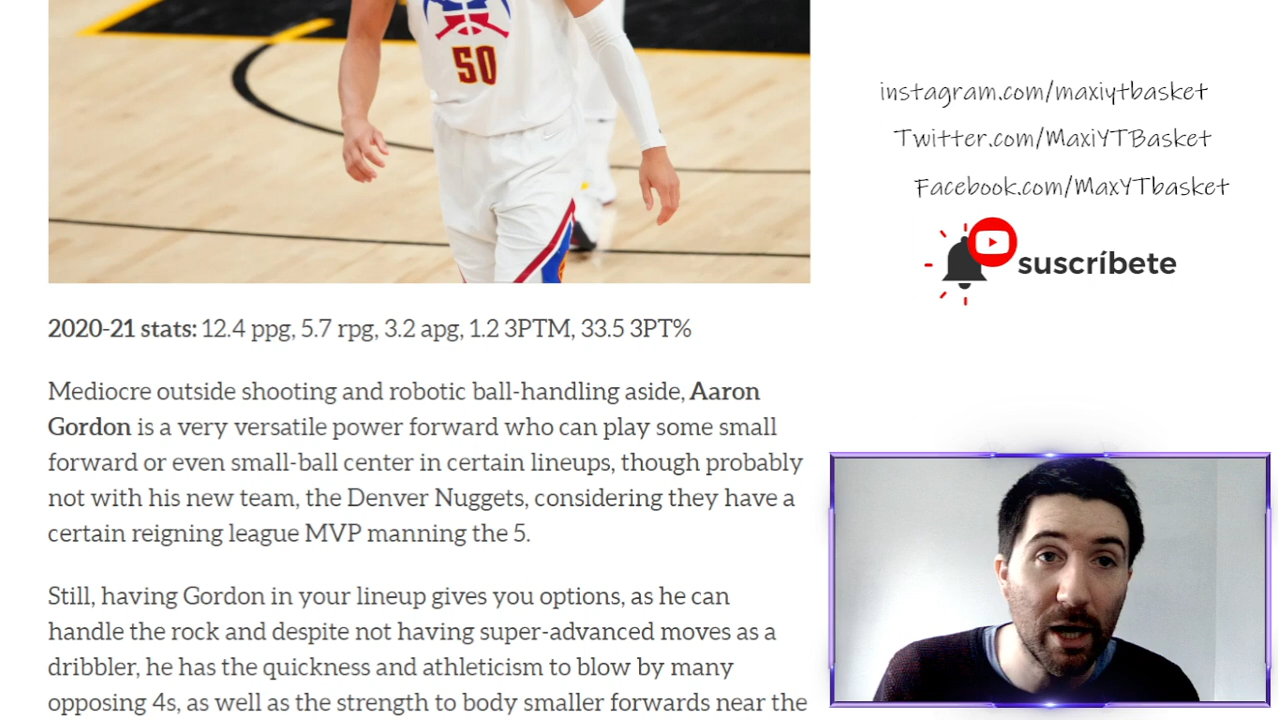 50
instagram.com/maxiytbasket
Twitter.com/MaxiYTBasket
Facebook.com/MaxYTbasket
suscríbete
2020-21 stats: 12.4 ppg, 5.7 rpg, 3.2 apg, 1.2 3PTM, 33.5 3PT%
Mediocre outside shooting and robotic ball-handling aside, Aaron
Gordon is a very versatile power forward who can play some small
forward or even small-ball center in certain lineups, though probably
not with his new team, the Denver Nuggets, considering they have a
certain reigning league MVP manning the 5.
Still, having Gordon in your lineup gives you options, as he can
handle the rock and despite not having super-advanced moves as a
dribbler, he has the quickness and athleticism to blow by many
opposing 4s, as well as the strength to body smaller forwards near the